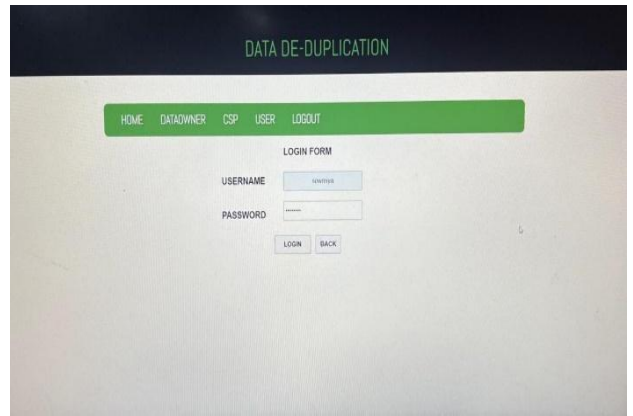 DATA DE-DUPLICATION
HOME DATAOWNER CSP USER LOGOUT
LOGIN FORM
USERNAME
PASSWORD
LOGIN BACK